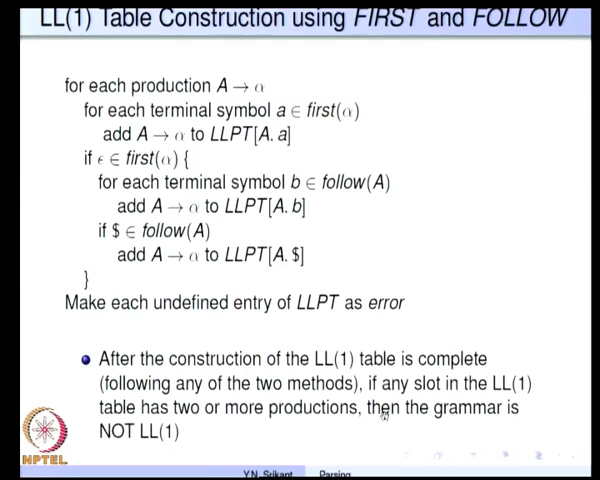 LL(1) Table Construction using FIRST and FOLLOW
for each production A → α
for each terminal symbol a ∈ first(α)
add A → α to LLPT[A. a]
if ϵ ∈ first(α) {
for each terminal symbol b ∈ follow(A)
add A → α to LLPT[A. b]
if $ ∈ follow(A)
add A → α to LLPT[A. $]
}
Make each undefined entry of LLPT as error
After the construction of the LL(1) table is complete
(following any of the two methods), if any slot in the LL(1)
table has two or more productions, then the grammar is
NOT LL(1)
NPTEL
Y.N. Srikant Parsing